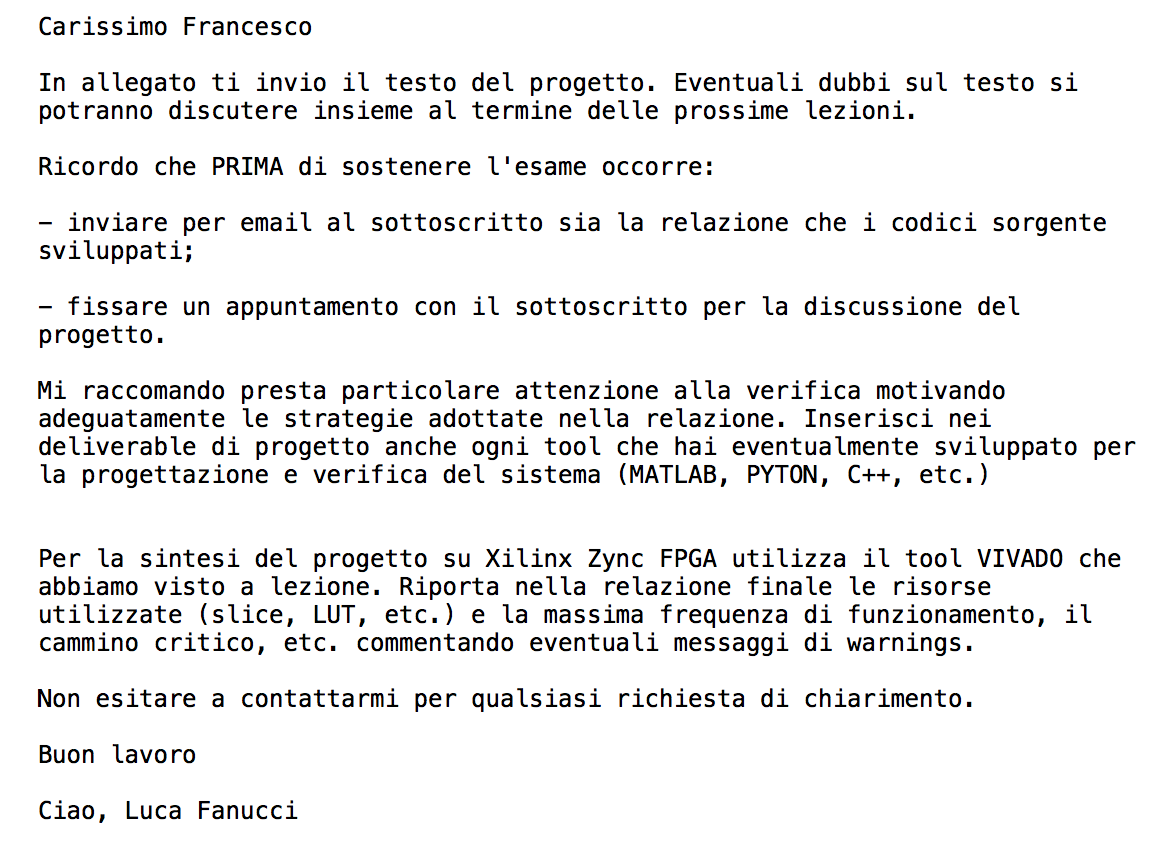 Carissimo Francesco
In allegato ti invio il testo del progetto. Eventuali dubbi sul testo si
potranno discutere insieme al termine delle prossime lezioni.
Ricordo che PRIMA di sostenere l'esame occorre:
– inviare per email al sottoscritto sia la relazione che i codici sorgente
sviluppati;
– fissare un appuntamento con il sottoscritto per la discussione del
progetto.
Mi raccomando presta particolare attenzione alla verifica motivando
adeguatamente le strategie adottate nella relazione. Inserisci nei
deliverable di progetto anche ogni tool che hai eventualmente sviluppato per
la progettazione e verifica del sistema (MATLAB, PYTON, C++, etc.)
Per la sintesi del progetto su Xilinx Zync FPGA utilizza il tool VIVADO che
abbiamo visto a lezione. Riporta nella relazione finale le risorse
utilizzate (slice, LUT, etc.) e la massima frequenza di funzionamento, il
cammino critico, etc. commentando eventuali messaggi di warnings.
Non esitare a contattarmi per qualsiasi richiesta di chiarimento.
Buon lavoro
Ciao, Luca Fanucci